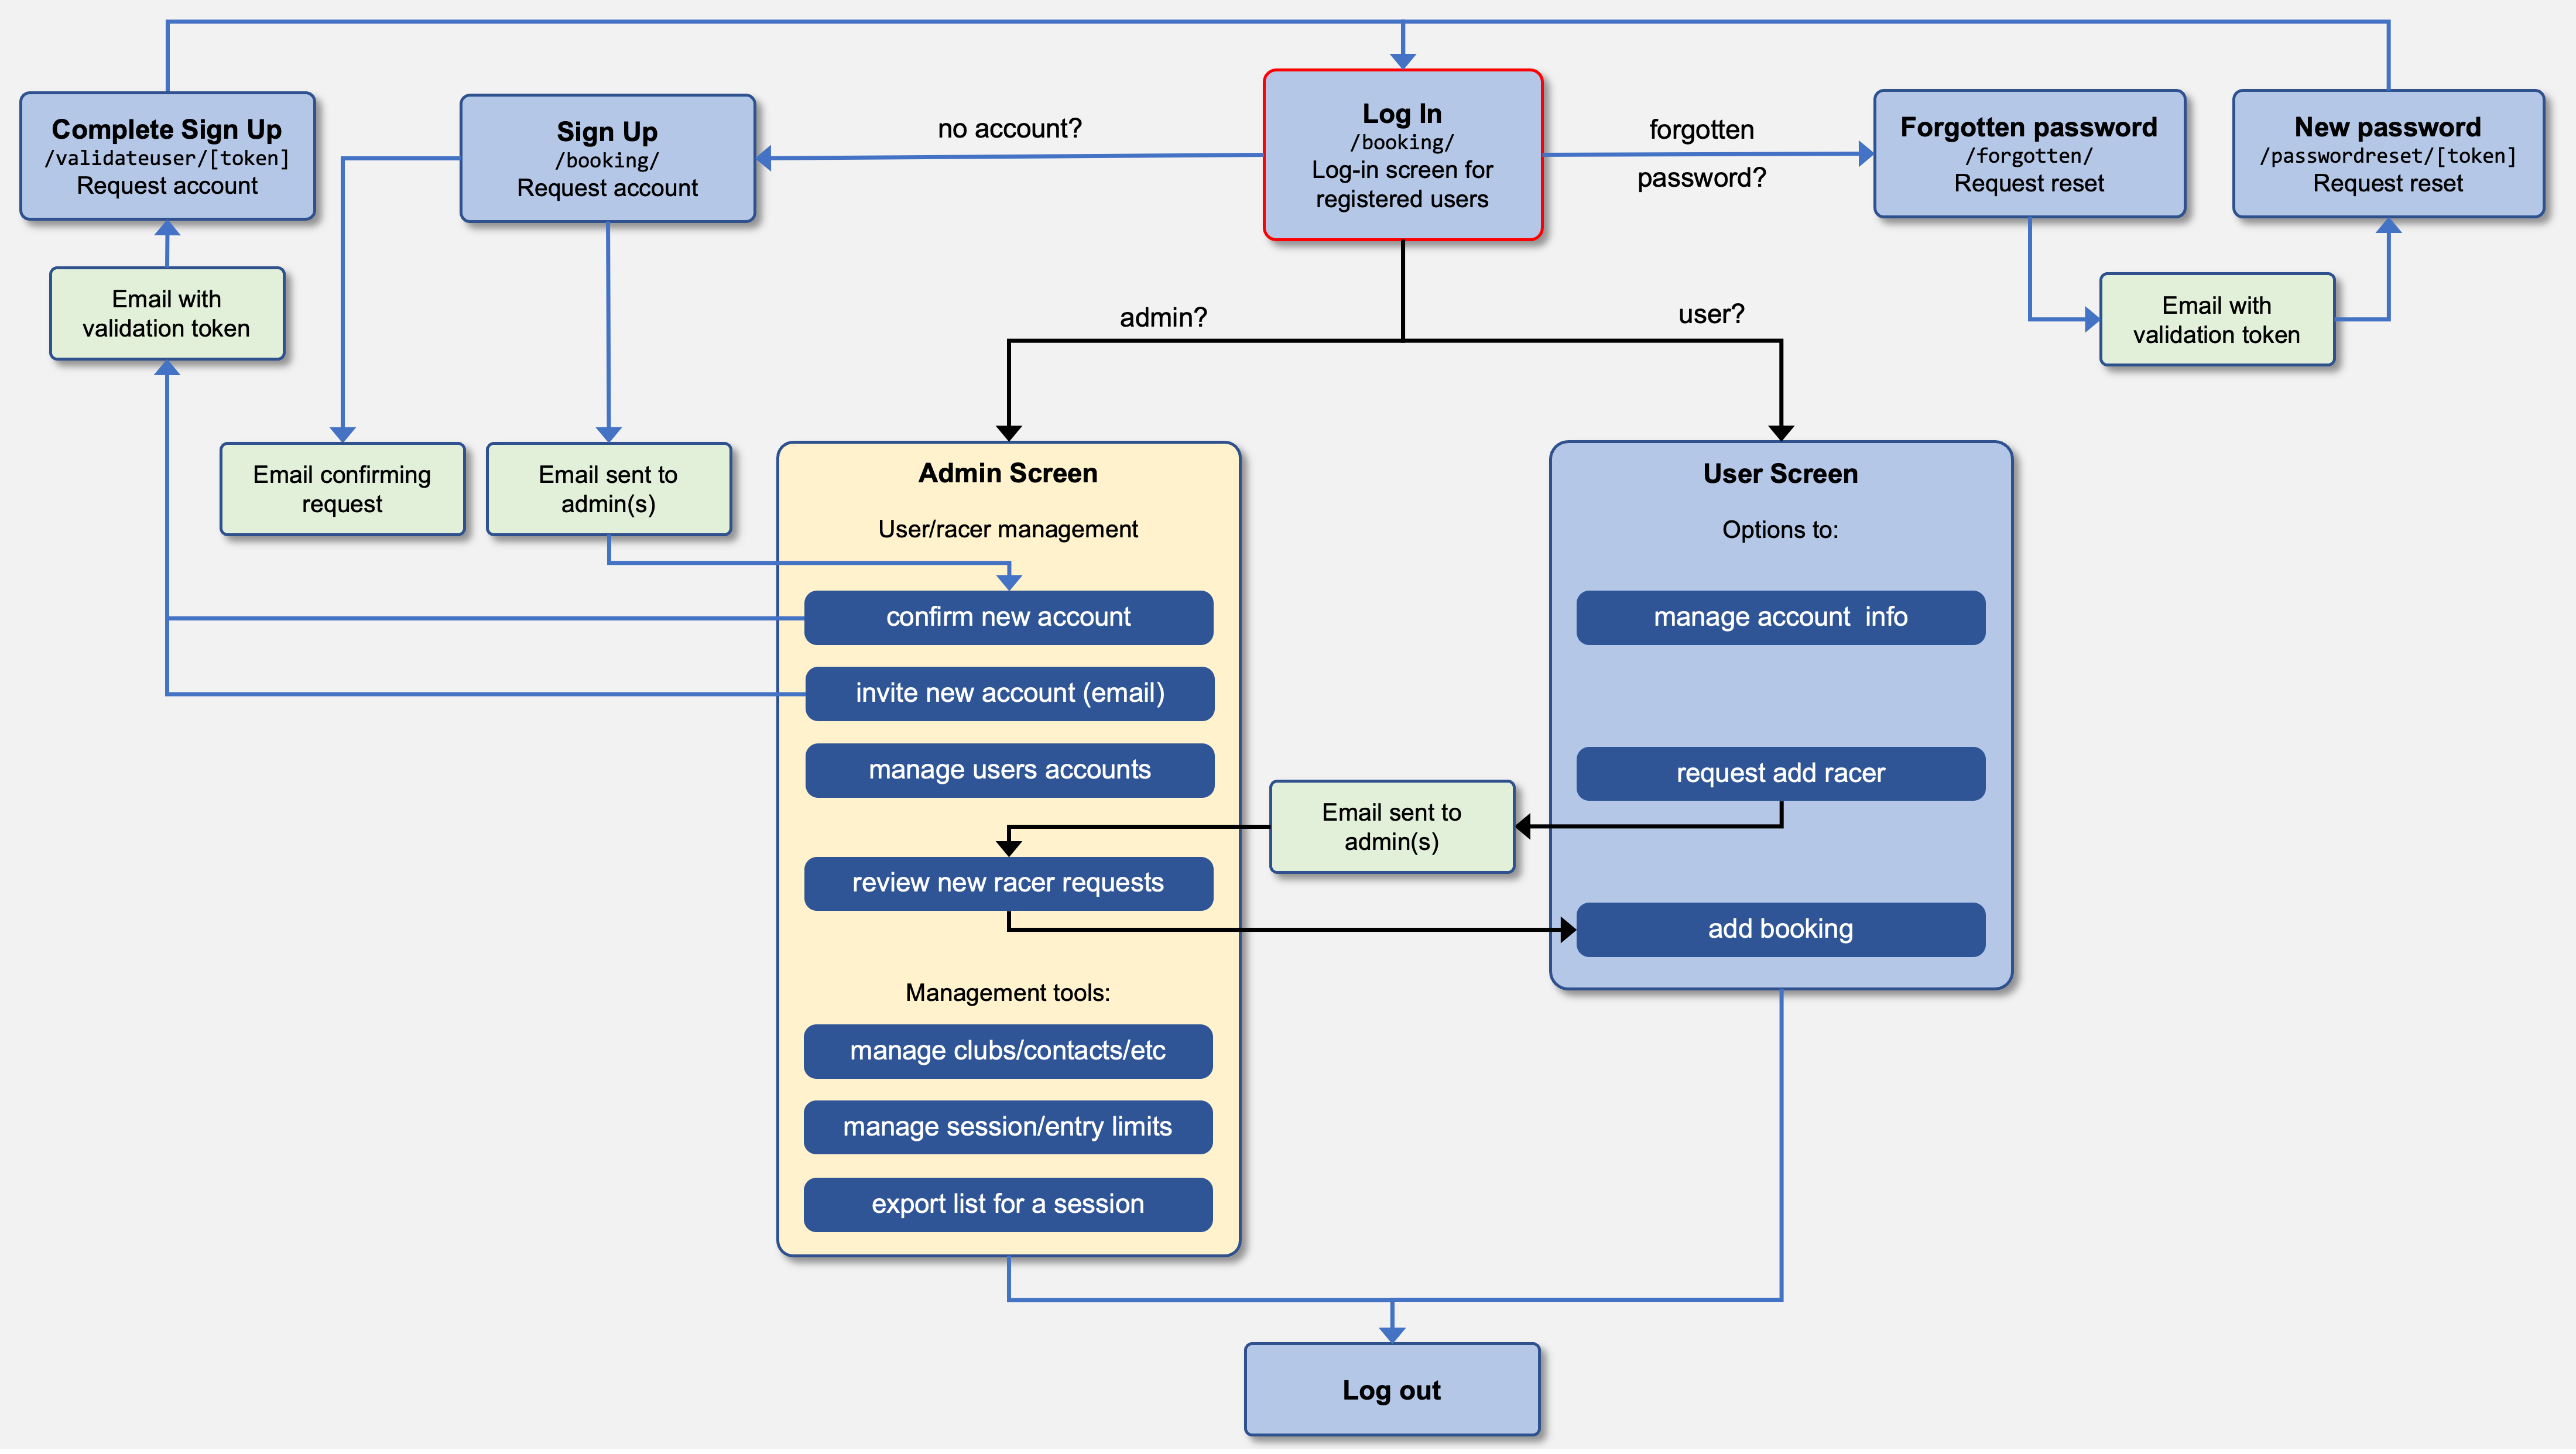 Complete Sign Up
/validateuser/[token]
Request account
Sign Up
/booking/
Request account
no account?
Log In
/booking/
Log-in screen for
registered users
forgotten
password?
Forgotten password
/forgotten/
Request reset
New password
/passwordreset/[token]
Request reset
Email with
validation token
Email with
validation token
admin?
user?
Email confirming
request
Email sent to
admin(s)
Admin Screen
User/racer management
confirm new account
invite new account (email)
manage users accounts
review new racer requests
Management tools:
manage clubs/contacts/etc
manage session/entry limits
export list for a session
Email sent to
admin(s)
User Screen
Options to:
manage account  info
request add racer
add booking
Log out